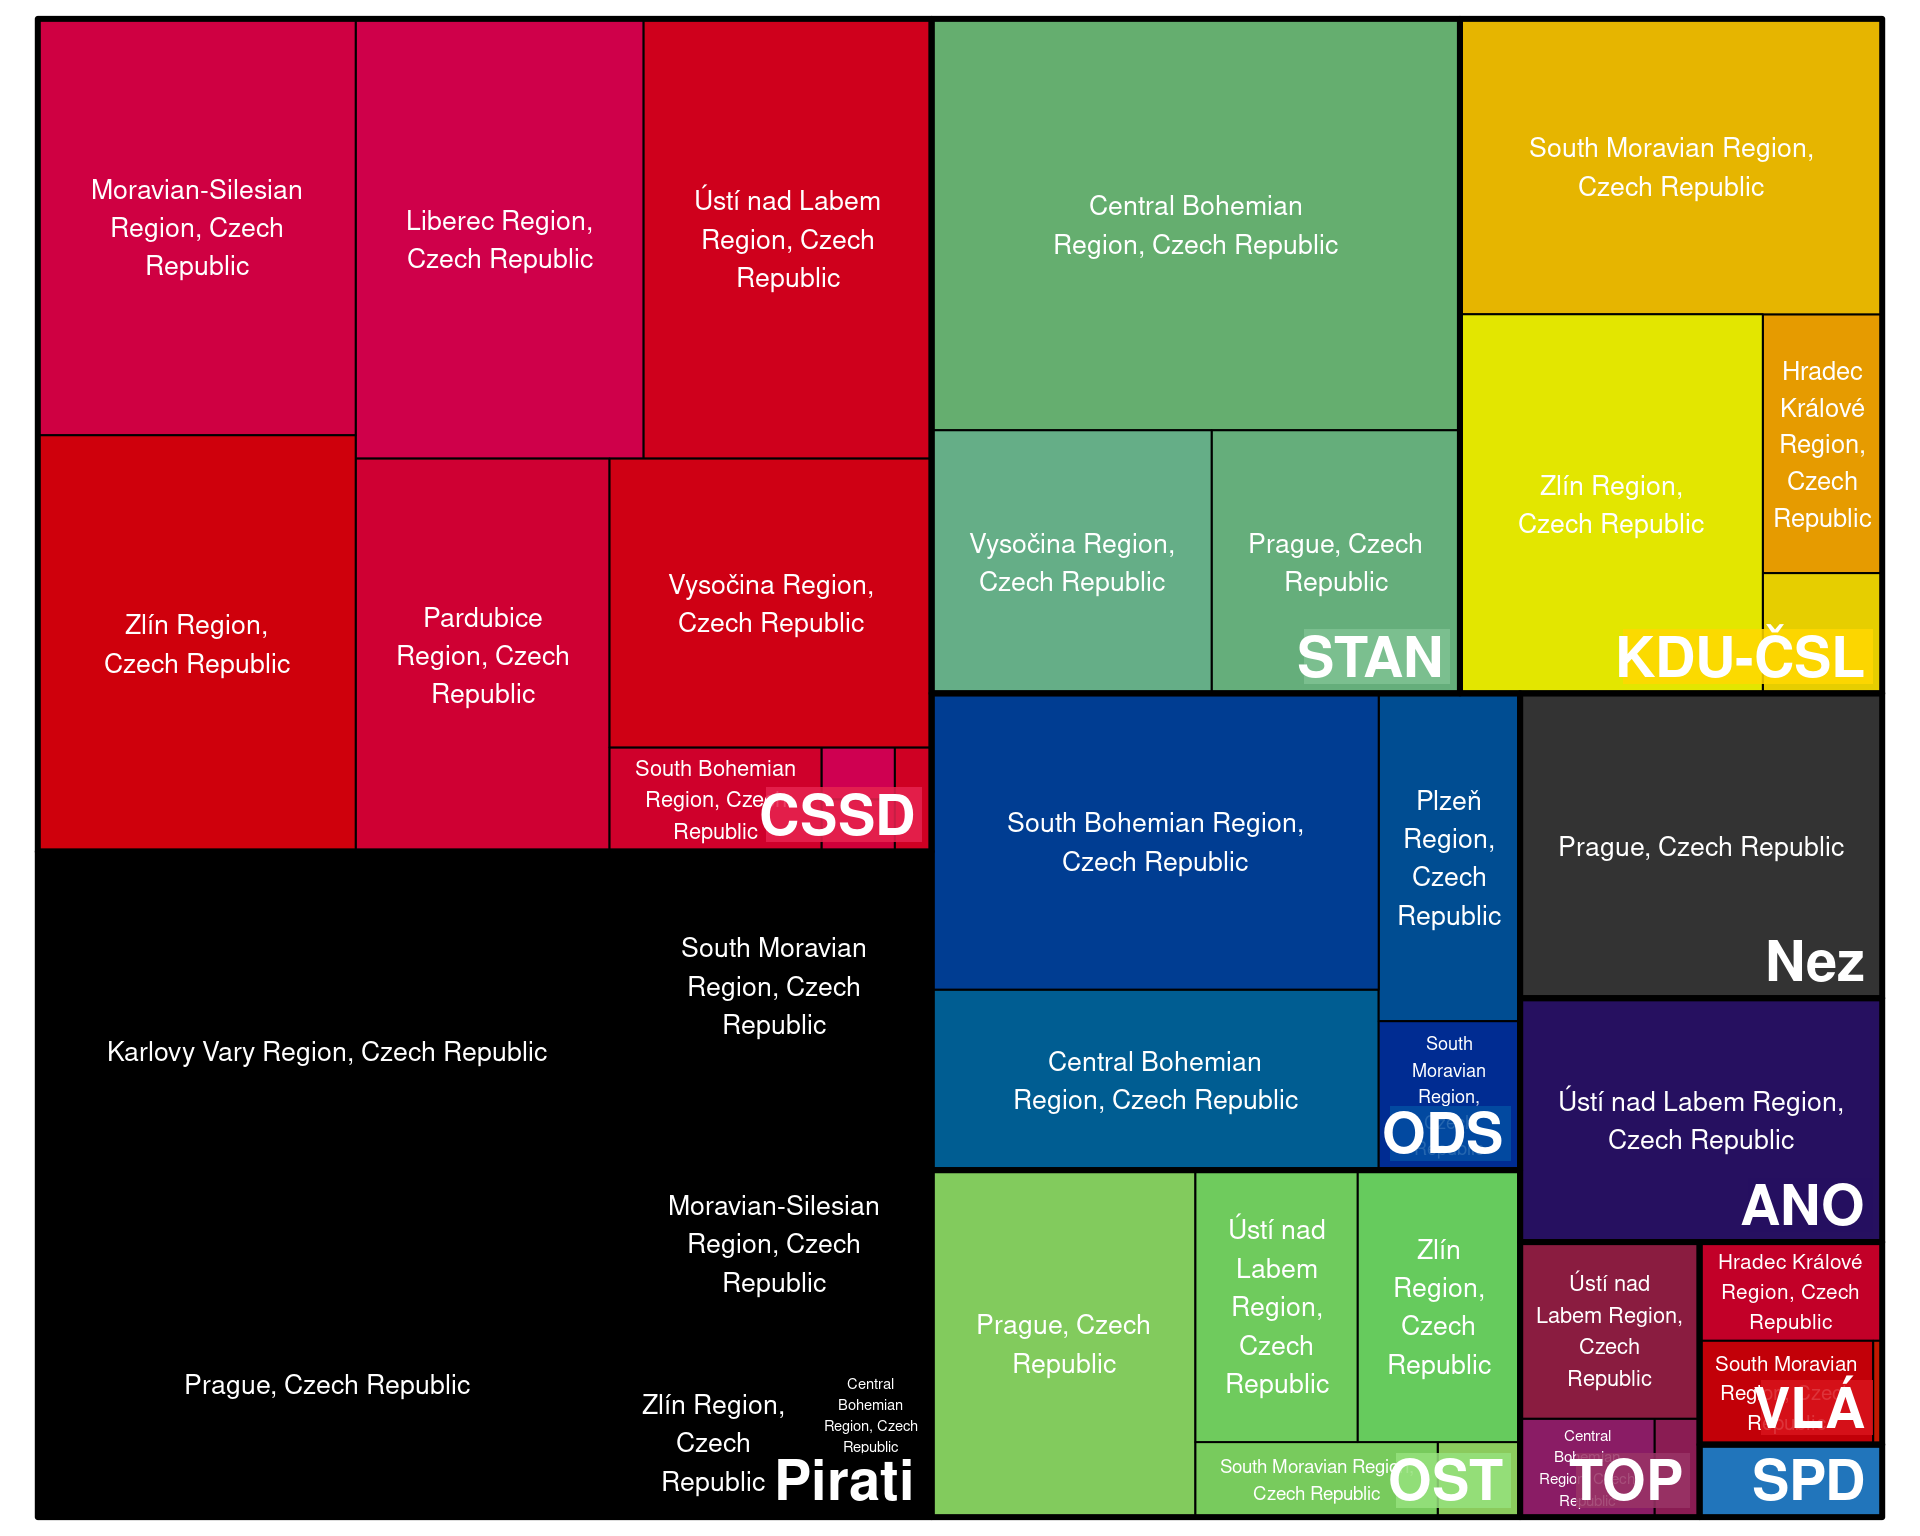 Moravian-Silesian
Region, Czech
Republic
Liberec Region,
Czech Republic
Ústí nad Labem
Region, Czech
Republic
Zlín Region,
Czech Republic
Pardubice
Region, Czech
Republic
Vysočina Region,
Czech Republic
South Bohemian
Region, Czech
Republic
CSSD
Central Bohemian
Region, Czech Republic
Vysočina Region,
Czech Republic
Prague, Czech
Republic
STAN
South Moravian Region,
Czech Republic
Zlín Region,
Czech Republic
Hradec
Králové
Region,
Czech
Republic
KDU-ČSL
Karlovy Vary Region, Czech Republic
South Moravian
Region, Czech
Republic
Prague, Czech Republic
Moravian-Silesian
Region, Czech
Republic
Zlín Region,
Czech
Republic
Central
Bohemian
Region, Czech
Republic
Pirati
South Bohemian Region,
Czech Republic
Plzeň
Region,
Czech
Republic
Central Bohemian
Region, Czech Republic
South
Moravian
Region,
Czech
Republic
ODS
Prague, Czech Republic
Nez
Ústí nad Labem Region,
Czech Republic
ANO
Prague, Czech
Republic
Ústí nad
Labem
Region,
Czech
Republic
Zlín
Region,
Czech
Republic
South Moravian Region,
Czech Republic
OST
Ústí nad
Labem Region,
Czech
Republic
Central
Bohemian
Region, Czech
Republic
TOP
Hradec Králové
Region, Czech
Republic
South Moravian
Region, Czech
Republic
VLÁ
SPD